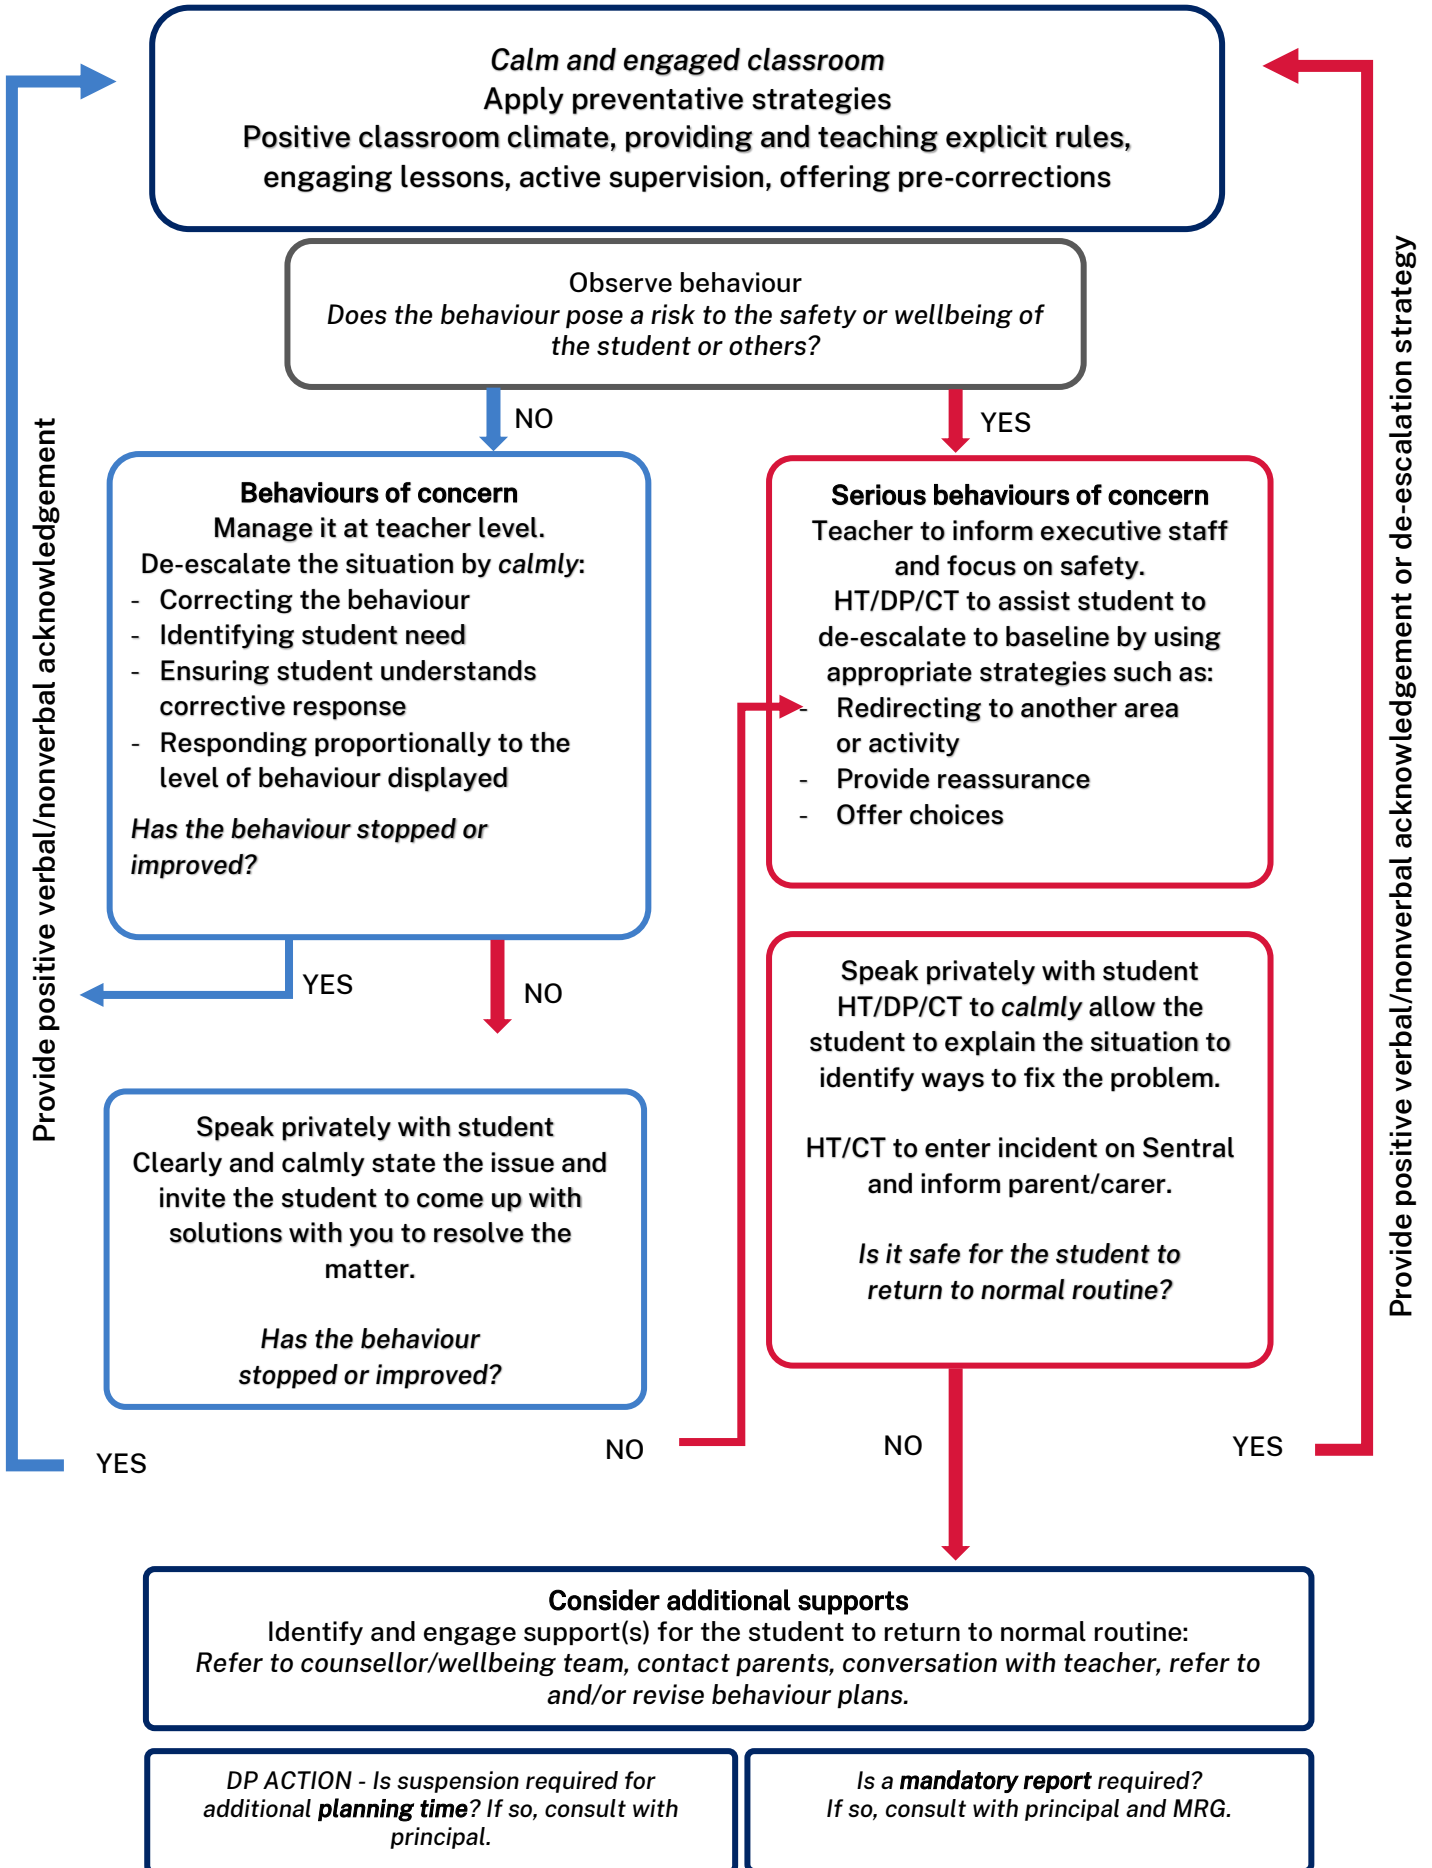 Calm and engaged classroom
Apply preventative strategies
Positive classroom climate, providing and teaching explicit rules,
engaging lessons, active supervision, offering pre-corrections
Observe behaviour
Does the behaviour pose a risk to the safety or wellbeing of
the student or others?
NO
YES
Behaviours of concern
Manage it at teacher level.
De-escalate the situation by calmly:
- Correcting the behaviour
- Identifying student need
- Ensuring student understands
corrective response
- Responding proportionally to the
level of behaviour displayed
Has the behaviour stopped or
improved?
Serious behaviours of concern
Teacher to inform executive staff
and focus on safety.
HT/DP/CT to assist student to
de-escalate to baseline by using
appropriate strategies such as:
- Redirecting to another area
or activity
- Provide reassurance
- Offer choices
YES
NO
Speak privately with student
Clearly and calmly state the issue and
invite the student to come up with
solutions with you to resolve the
matter.
Has the behaviour
stopped or improved?
Speak privately with student
HT/DP/CT to calmly allow the
student to explain the situation to
identify ways to fix the problem.
HT/CT to enter incident on Sentral
and inform parent/carer.
Is it safe for the student to
return to normal routine?
YES
NO
NO
YES
Provide positive verbal/nonverbal acknowledgement
Provide positive verbal/nonverbal acknowledgement or de-escalation strategy
Consider additional supports
Identify and engage support(s) for the student to return to normal routine:
Refer to counsellor/wellbeing team, contact parents, conversation with teacher, refer to
and/or revise behaviour plans.
DP ACTION - Is suspension required for
additional planning time? If so, consult with
principal.
Is a mandatory report required?
If so, consult with principal and MRG.